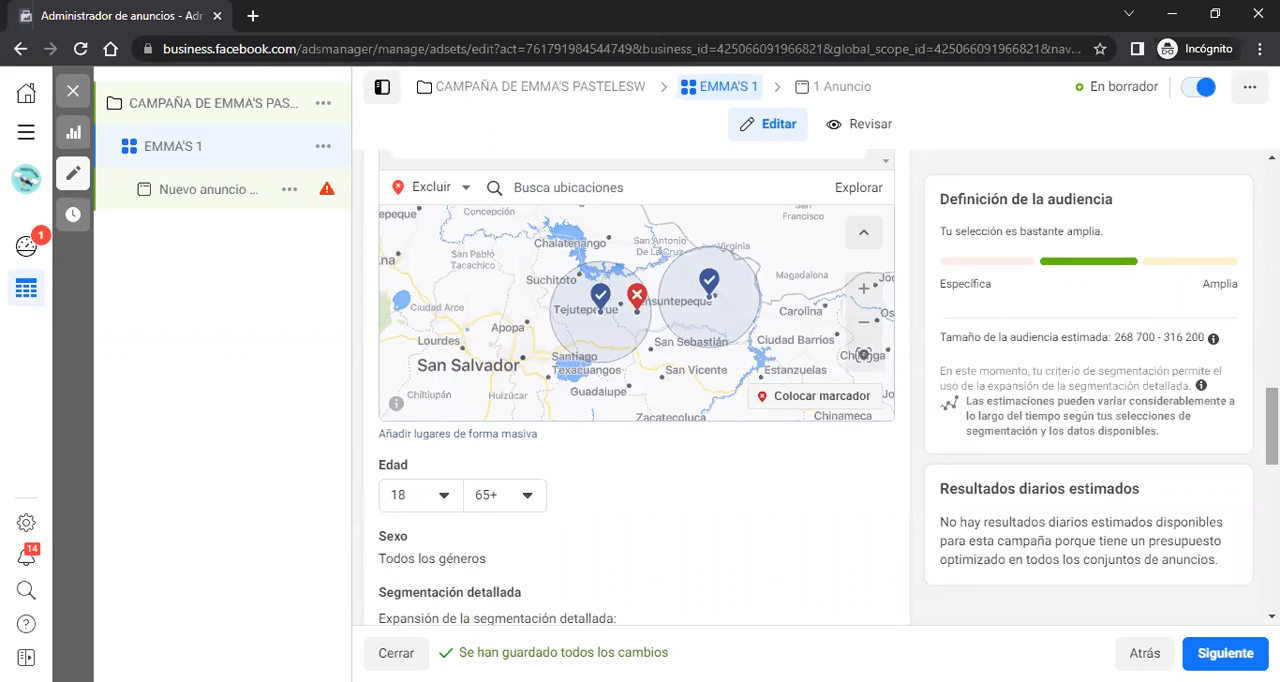 Administrador de anuncios - Adr
business.facebook.com/adsmanager/manage/adsets/edit?act=7617919845447498&business_id=425066091966821&global_scope_id=425066091966821&nav...
Incógnito
CAMPAÑA DE EMMA'S PAS...
EMMA'S 1
Nuevo anuncio ...
1
14
CAMPAÑA DE EMMA'S PASTELESW
EMMA'S 1
1 Anuncio
En borrador
Editar
Revisar
Excluir
Busca ubicaciones
Explorar
epeque
Concepción
San Francisco
Chalatenango
San Antonio De La Cruz
Virginia
San Pablo Tacachico
Suchitoto
Magdalena
Ciudad Arce
Tejutepeque
nsuntepeque
Carolina
Apopa
Lourdes
San Sebastián
Ciudad Barrios
San Salvador
Santiago Texacuangos
San Vicente
Estanzuelas
Chiltiupán
Huizúcar
Guadalupe
Zacatecoluca
Chinameca
Colocar marcador
Añadir lugares de forma masiva
Edad
18
65+
Sexo
Todos los géneros
Segmentación detallada
Expansión de la segmentación detallada:
Definición de la audiencia
Tu selección es bastante amplia.
Específica
Amplia
Tamaño de la audiencia estimada: 268 700 - 316 200
En este momento, tu criterio de segmentación permite el
uso de la expansión de la segmentación detallada.
Las estimaciones pueden variar considerablemente a
lo largo del tiempo según tus selecciones de
segmentación y los datos disponibles.
Resultados diarios estimados
No hay resultados diarios estimados disponibles
para esta campaña porque tiene un presupuesto
optimizado en todos los conjuntos de anuncios.
Cerrar
Se han guardado todos los cambios
Atrás
Siguiente